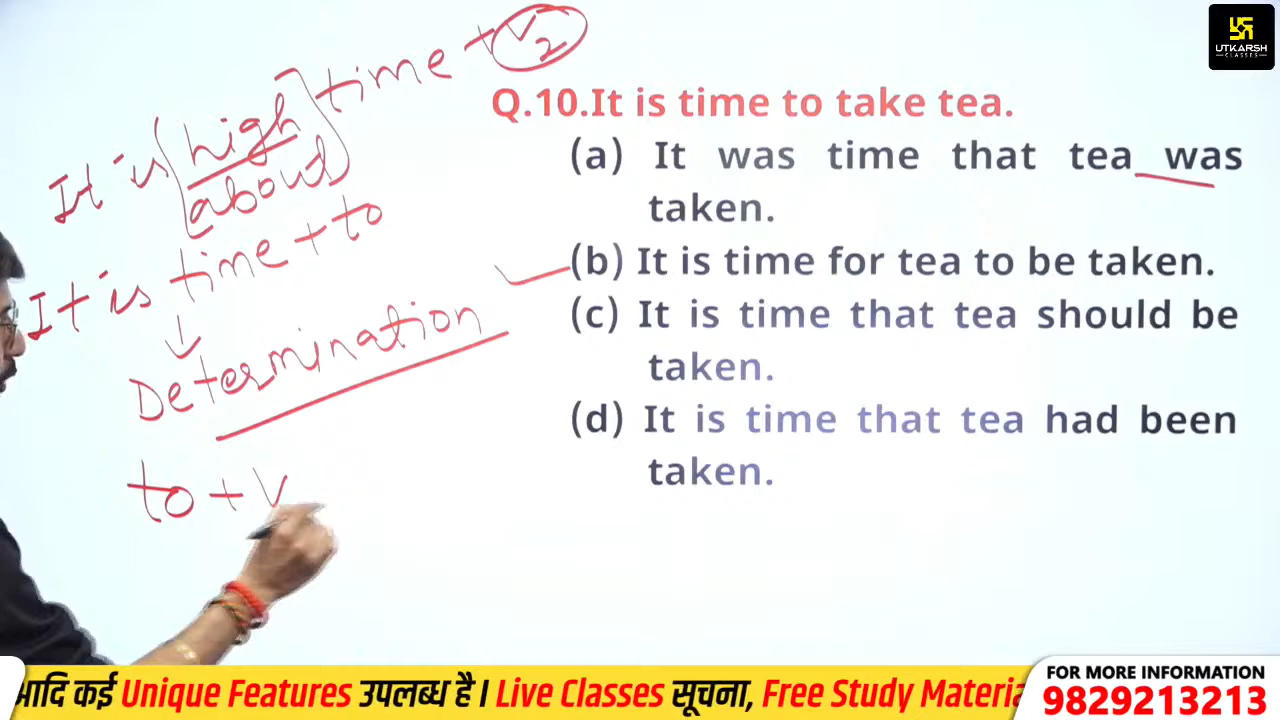 It is high time + V2
about
It is time + to
Determination
to + V
Q.10.It is time to take tea.
(a) It was time that tea was
taken.
(b) It is time for tea to be taken.
(c) It is time that tea should be
taken.
(d) It is time that tea had been
taken.
UTKARSH
CLASSES
आदि कई Unique Features उपलब्ध है। Live Classes सूचना, Free Study Materia
FOR MORE INFORMATION
9829213213